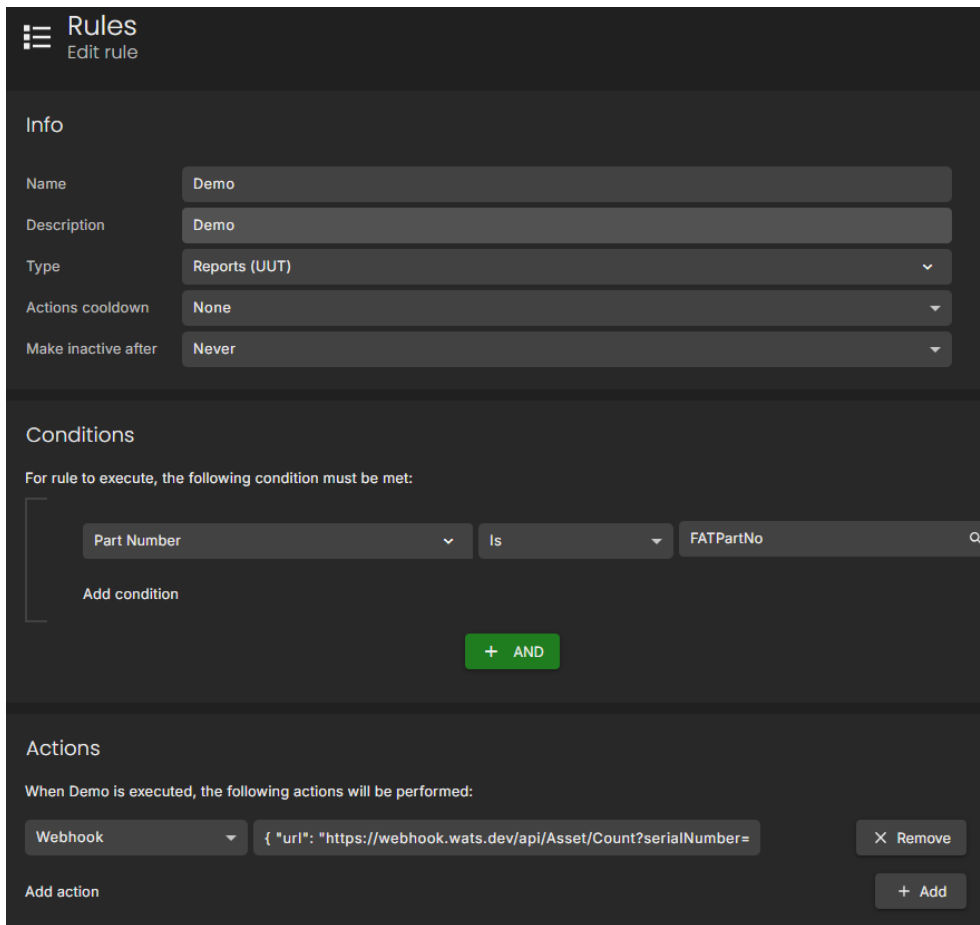 Rules
Edit rule
Info
Name Demo
Description Demo
Type Reports (UUT)
Actions cooldown None
Make inactive after Never
Conditions
For rule to execute, the following condition must be met:
Part Number Is FATPartNo
Add condition
+ AND
Actions
When Demo is executed, the following actions will be performed:
Webhook { "url": "https://webhook.wats.dev/api/Asset/Count?serialNumber= × Remove
Add action + Add